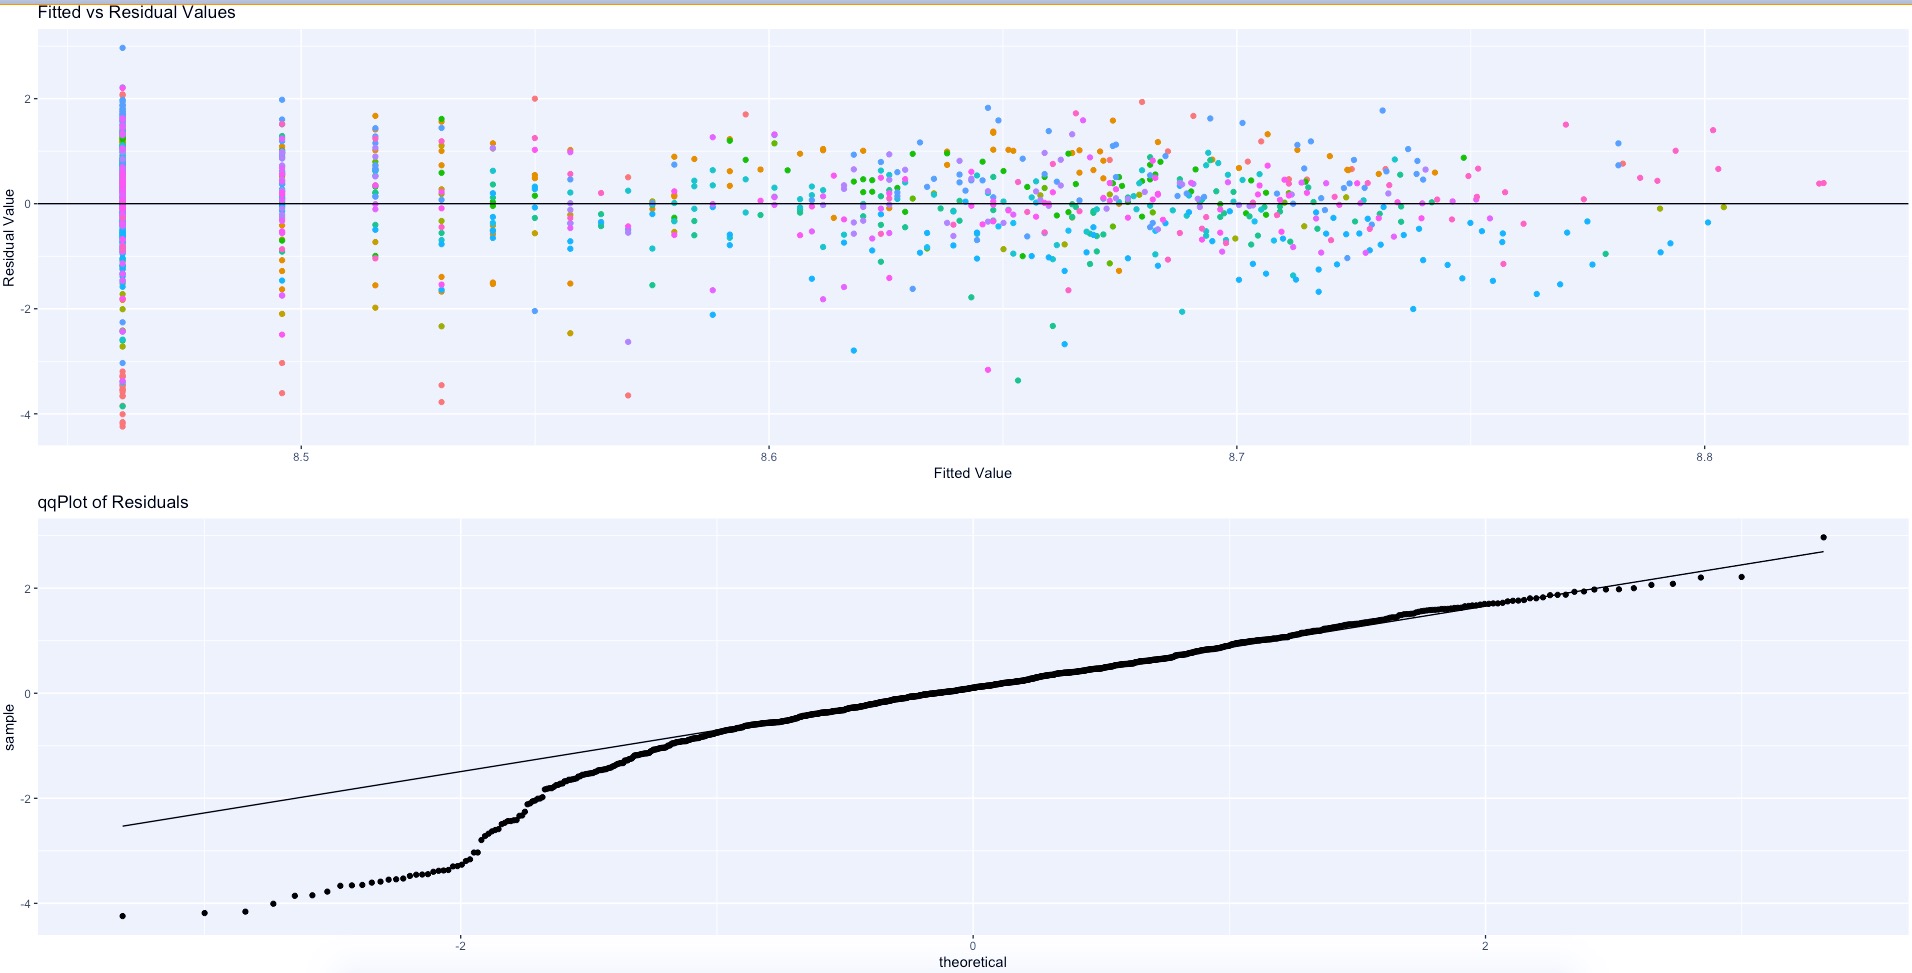 Fitted vs Residual Values
Residual Value
2
0
-2
-4
8.5 8.6 8.7 8.8
Fitted Value
qqPlot of Residuals
sample
2
0
-2
-4
-2 0 2
theoretical